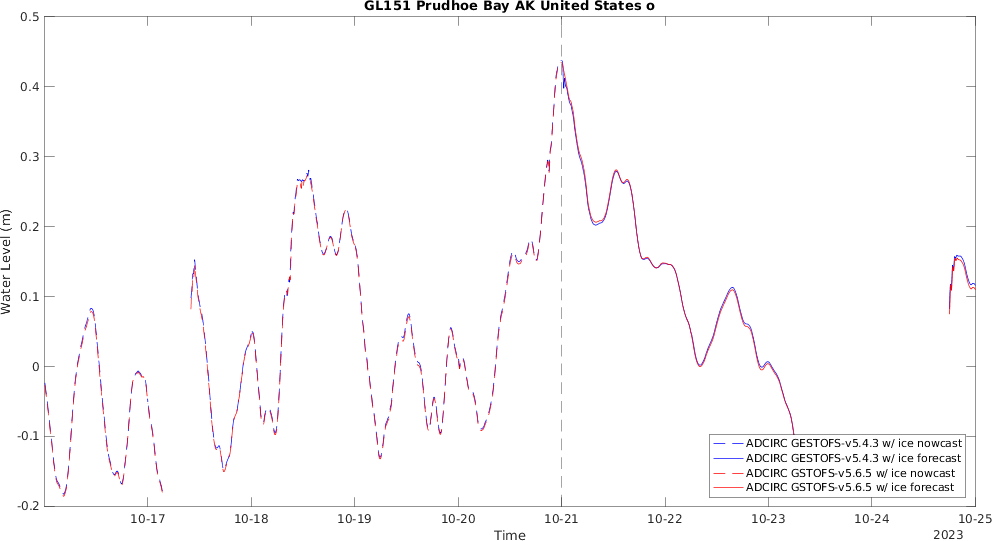 GL151 Prudhoe Bay AK United States o
0.5
0.4
0.3
0.2
0.1
0
-0.1
-0.2
Water Level (m)
10-17
10-18
10-19
10-20
10-21
10-22
10-23
10-24
10-25
Time
2023
ADCIRC GESTOFS-v5.4.3 w/ ice nowcast
ADCIRC GESTOFS-v5.4.3 w/ ice forecast
ADCIRC GSTOFS-v5.6.5 w/ ice nowcast
ADCIRC GSTOFS-v5.6.5 w/ ice forecast